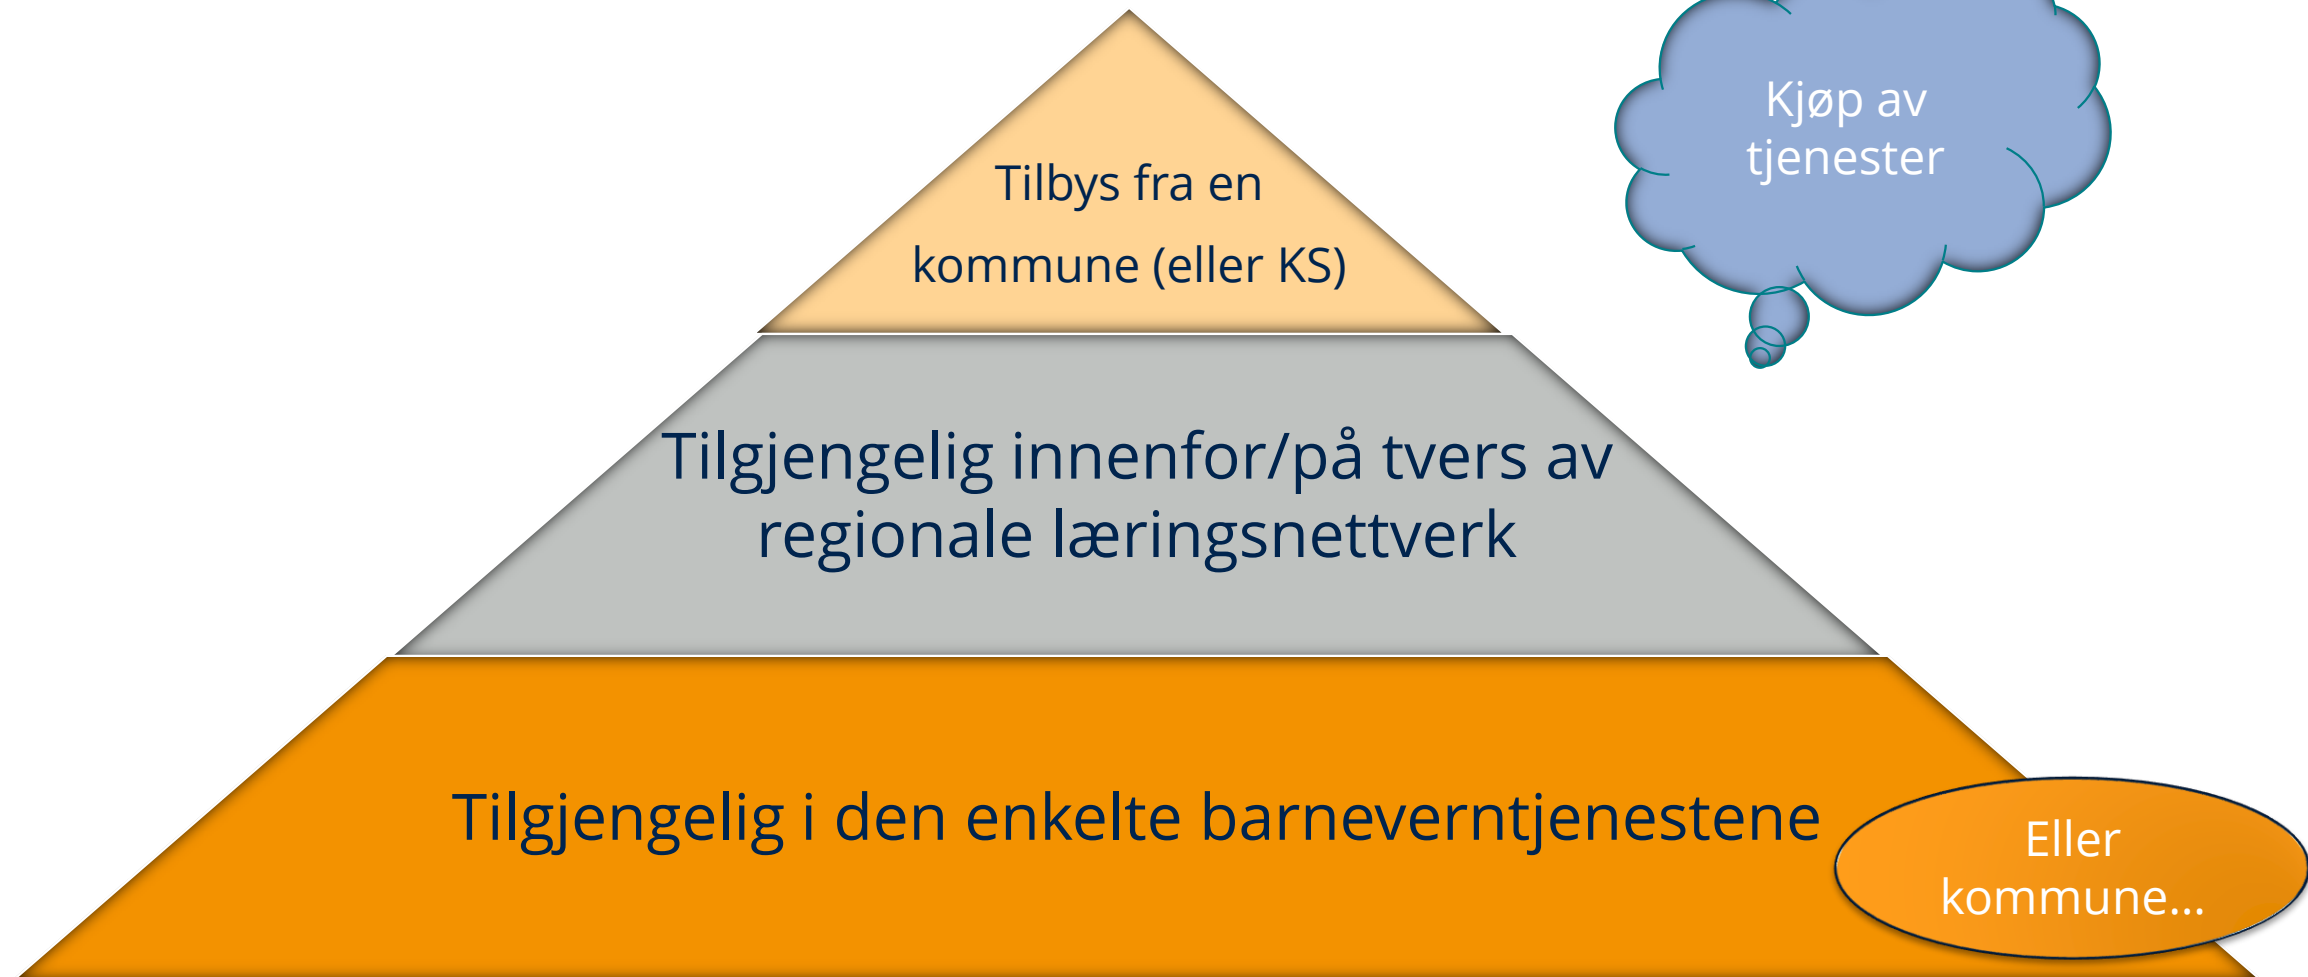 Kjøp av
tjenester
Tilbys fra en
kommune (eller KS)
Tilgjengelig innenfor/på tvers av
regionale læringsnettverk
Tilgjengelig i den enkelte barneverntjenestene
Eller
kommune...